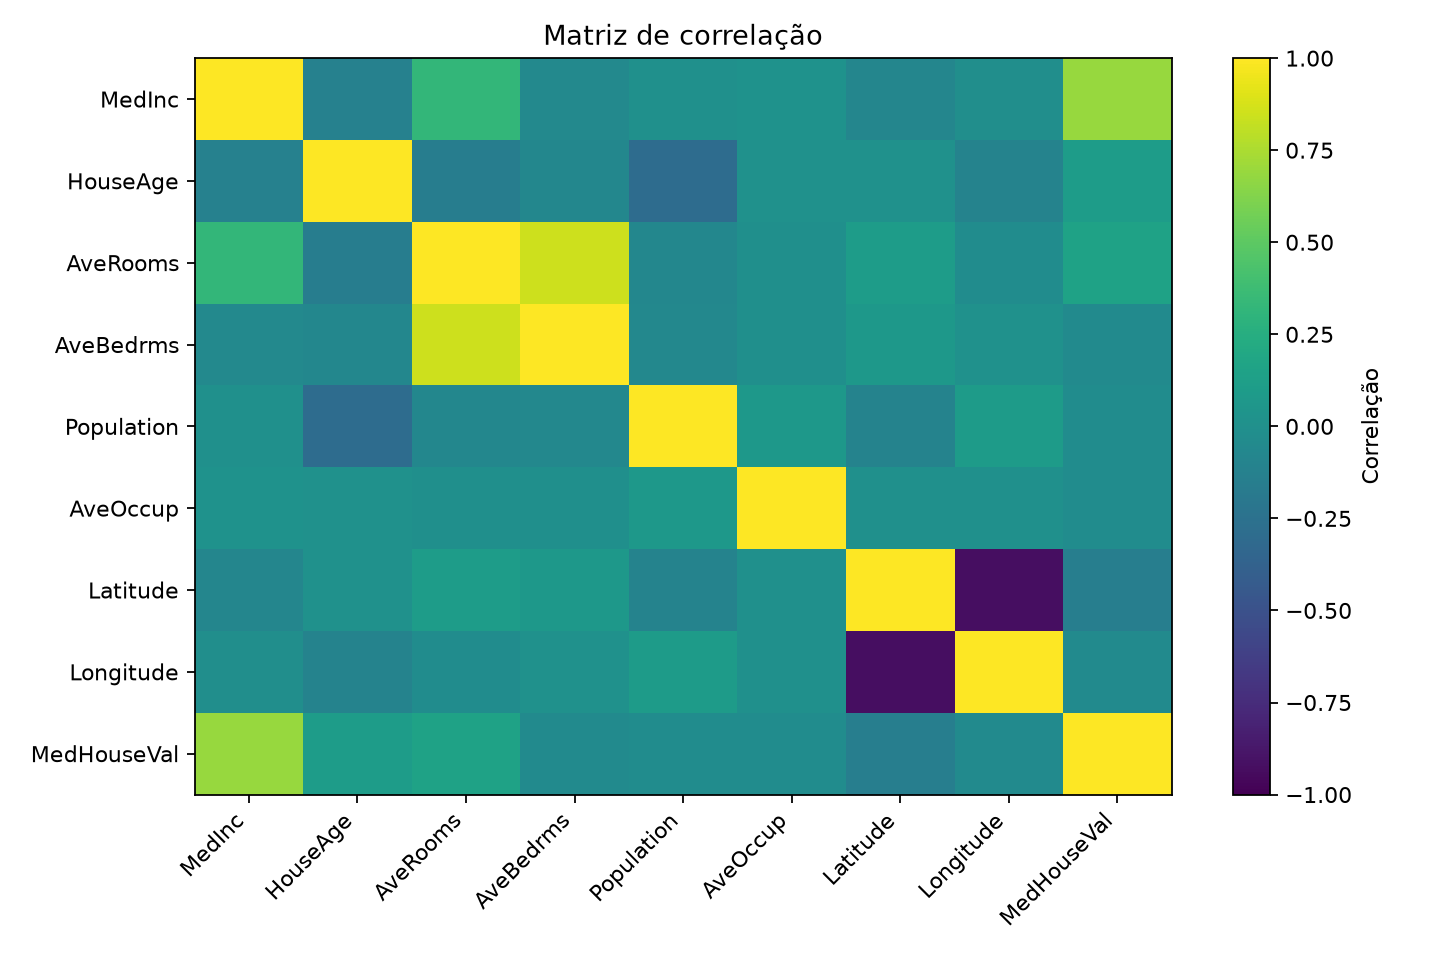 Matriz de correlação
MedInc
HouseAge
AveRooms
AveBedrms
Population
AveOccup
Latitude
Longitude
MedHouseVal
MedInc
HouseAge
AveRooms
AveBedrms
Population
AveOccup
Latitude
Longitude
MedHouseVal
1.00
0.75
0.50
0.25
0.00
−0.25
−0.50
−0.75
−1.00
Correlação